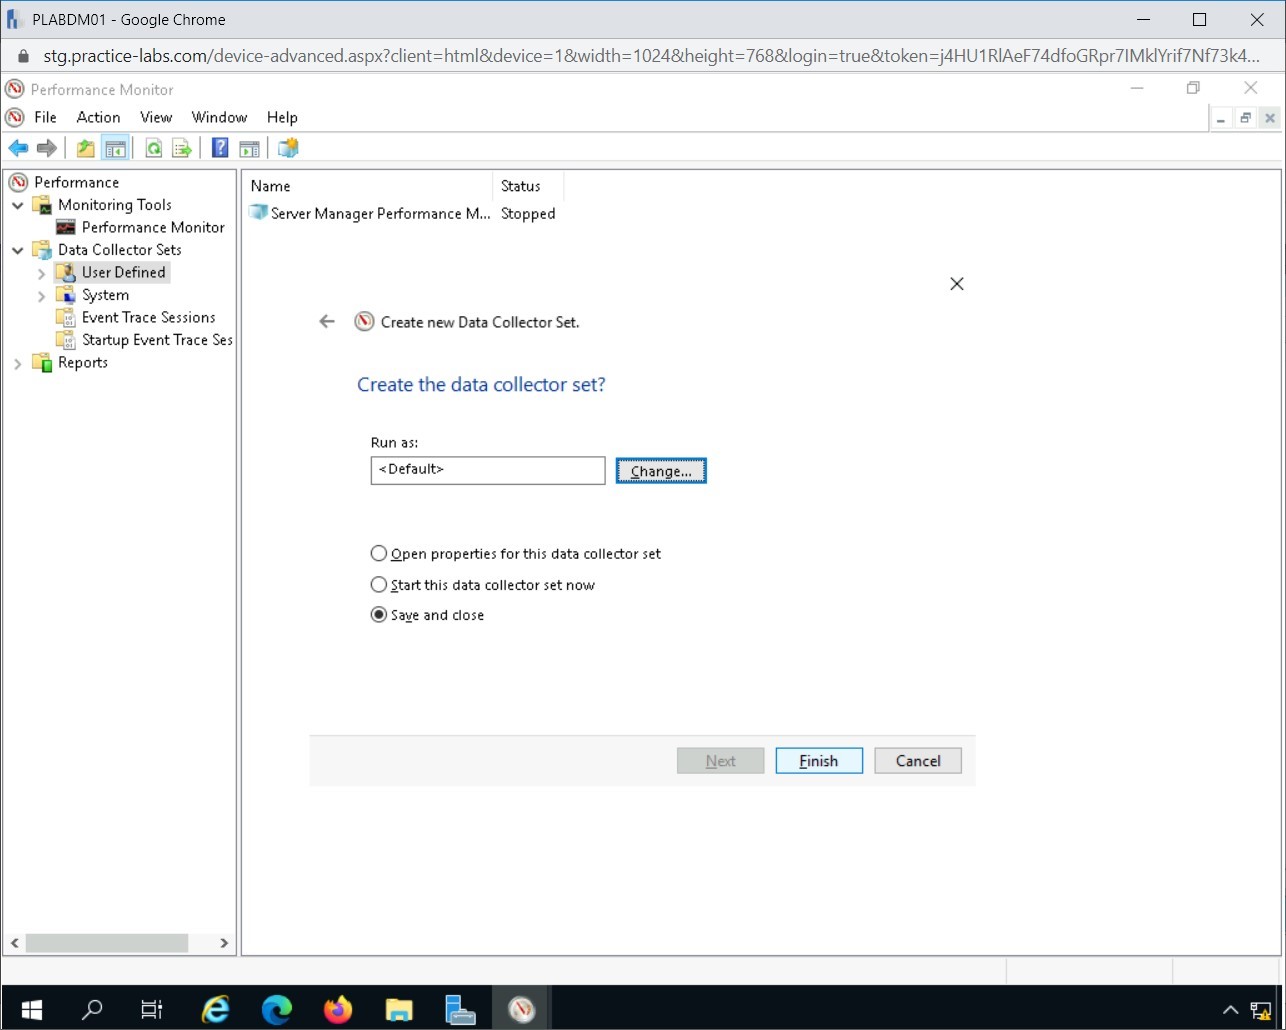 PLABDM01 - Google Chrome
stg.practice-labs.com/device-advanced.aspx?client=html&device=1&width=1024&height=768&login=true&token=j4HU1RlAeF74dfoGRpr7IMklYrif7Nf73k4...
Performance Monitor
File Action View Window Help
Performance
Monitoring Tools
Performance Monitor
Data Collector Sets
User Defined
System
Event Trace Sessions
Startup Event Trace Ses
Reports
Name Status
Server Manager Performance M... Stopped
Create new Data Collector Set.
Create the data collector set?
Run as:
<Default>
Change...
Open properties for this data collector set
Start this data collector set now
Save and close
Next Finish Cancel